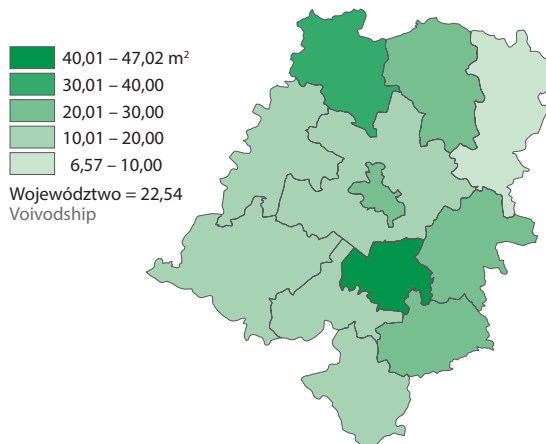 40,01 – 47,02 m²
30,01 – 40,00
20,01 – 30,00
10,01 – 20,00
6,57 – 10,00
Województwo = 22,54
Voivodship